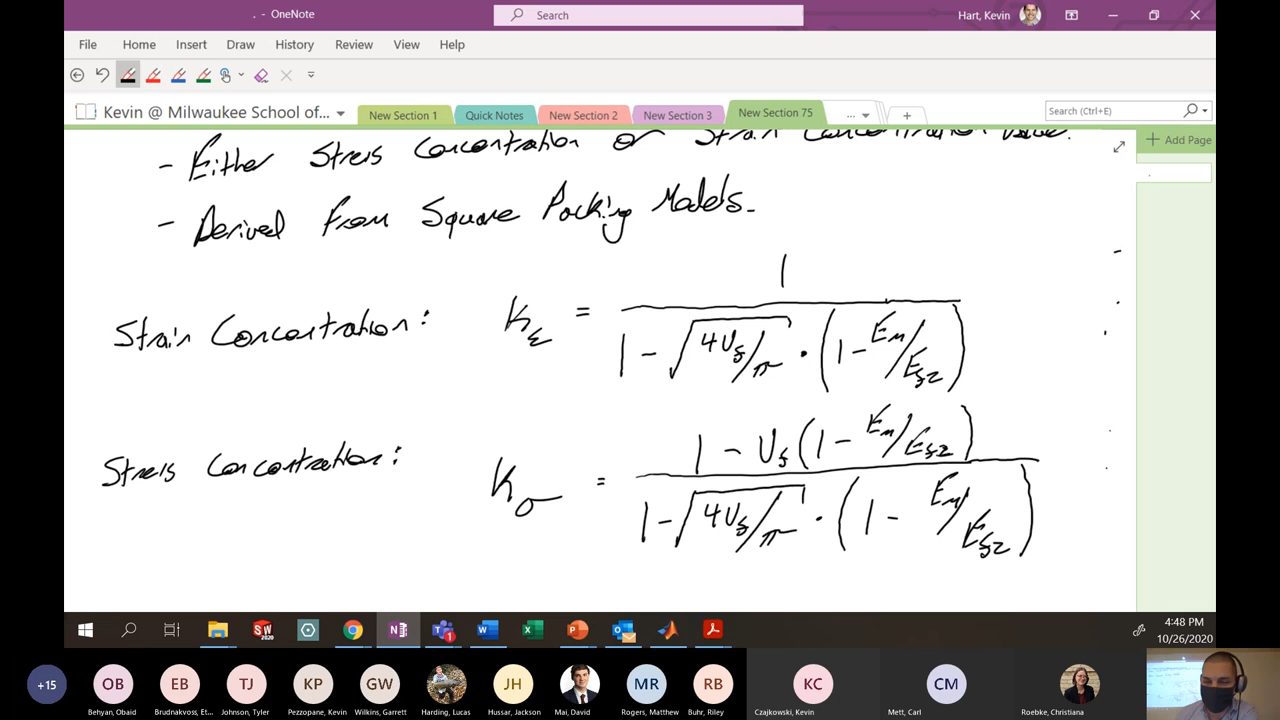 . - OneNote
Search
Hart, Kevin
File Home Insert Draw History Review View Help
Kevin @ Milwaukee School of...
New Section 1
Quick Notes
New Section 2
New Section 3
New Section 75
...
Search (Ctrl+E)
Add Page
.
- Either Stress Concentration or Strain Concentration Value.
- Derived From Square Packing Models.
Strain Concentration: Kε = 1 / (1 - √(4Vf/π) · (1 - Em/Ef2))
Stress Concentration: Kσ = (1 - Vf(1 - Em/Ef2)) / (1 - √(4Vf/π) · (1 - Em/Ef2))
4:48 PM
10/26/2020
+15
OB
EB
TJ
KP
GW
JH
MR
RB
KC
CM
Behyan, Obaid
Brudnakvoss, Et...
Johnson, Tyler
Pezzopane, Kevin
Wilkins, Garrett
Harding, Lucas
Hussar, Jackson
Mai, David
Rogers, Matthew
Buhr, Riley
Czajkowski, Kevin
Mett, Carl
Roebke, Christiana